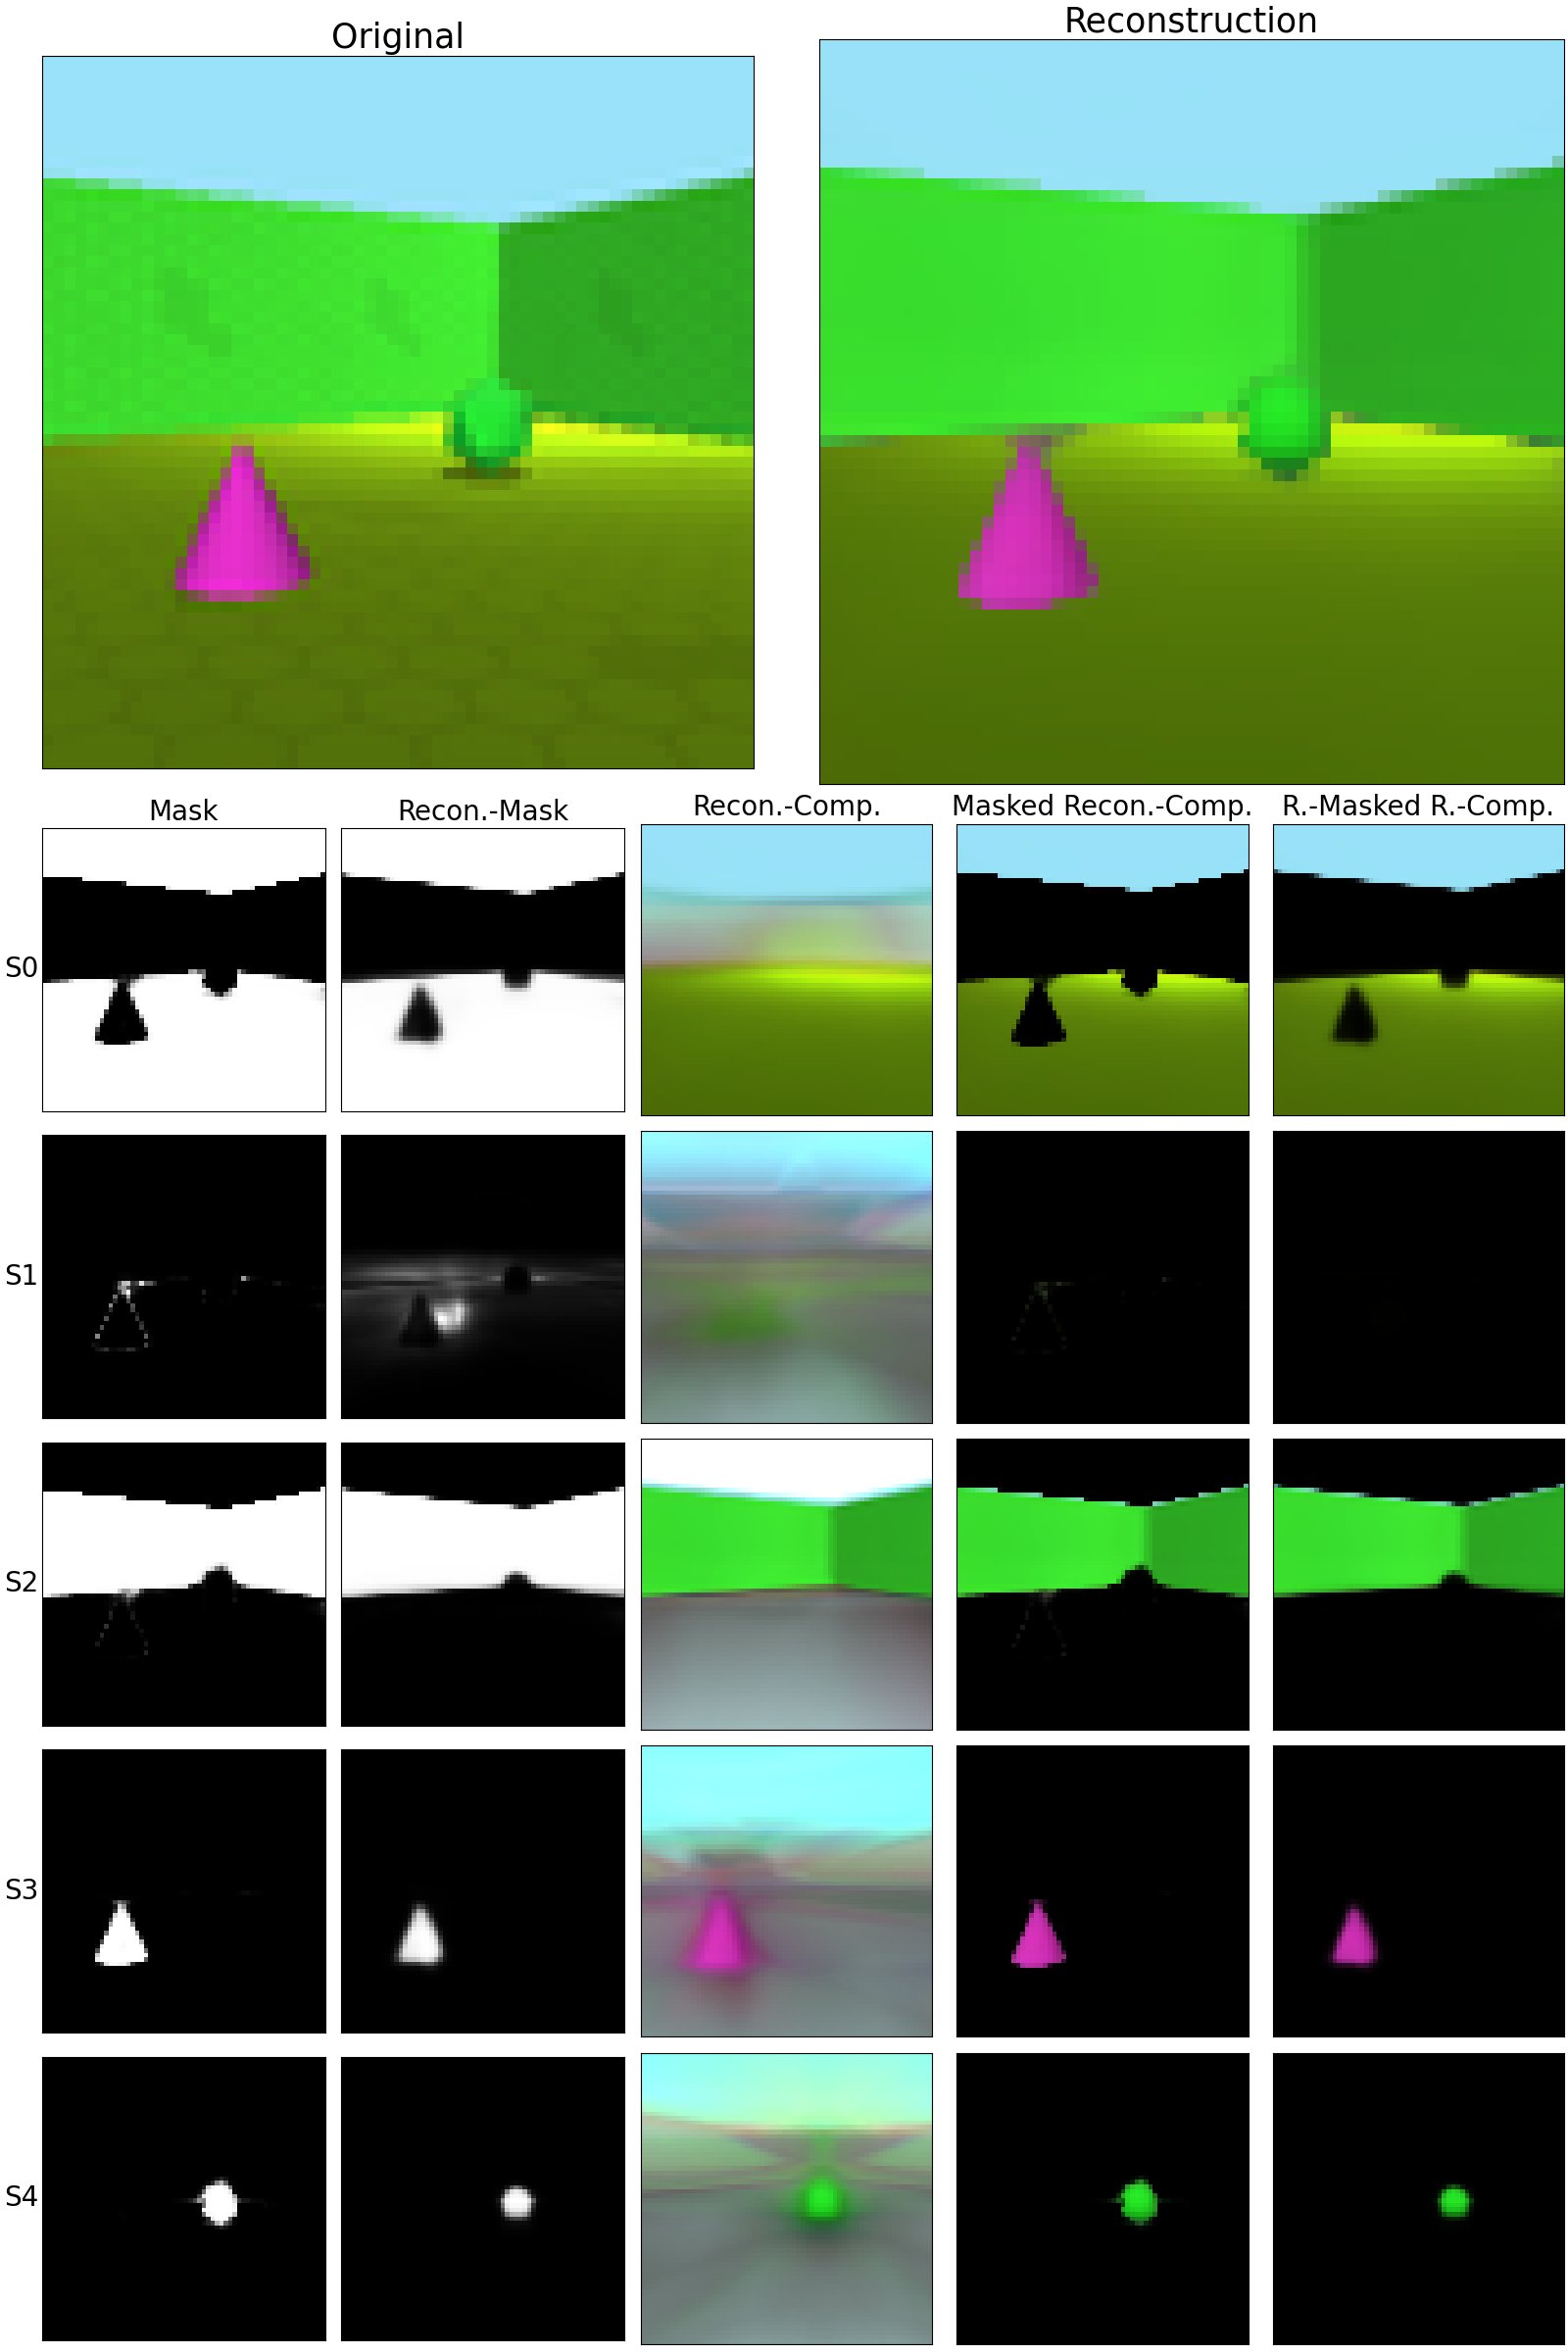 Original
Reconstruction
Mask
Recon.-Mask
Recon.-Comp.
Masked Recon.-Comp.
R.-Masked R.-Comp.
S0
S1
S2
S3
S4